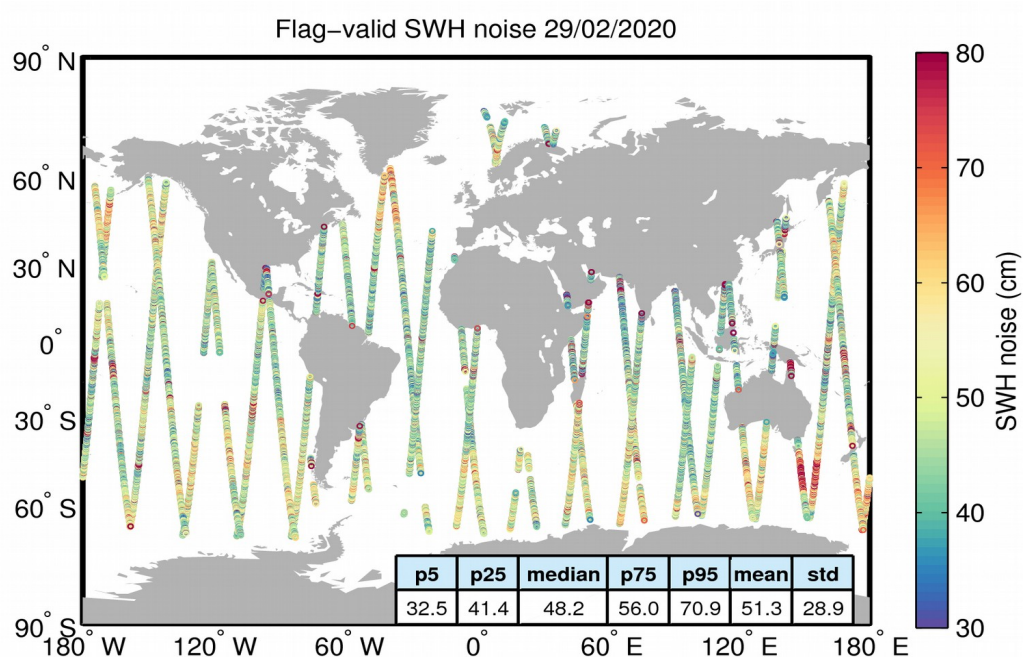 Flag−valid SWH noise 29/02/2020
90° N
60° N
30° N
0°
30° S
60° S
90° S
180° W
120° W
60° W
0°
60° E
120° E
180° E
80
70
60
50
40
30
SWH noise (cm)
p5 p25 median p75 p95 mean std
32.5 41.4 48.2 56.0 70.9 51.3 28.9